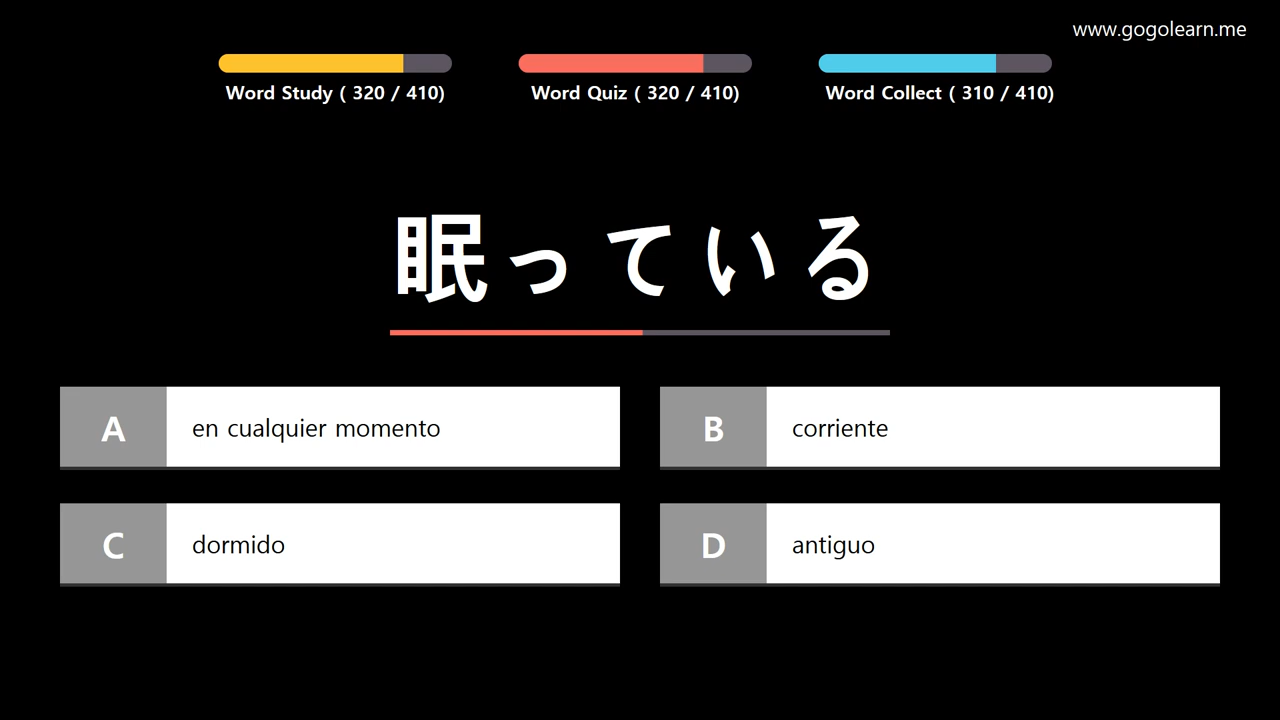 www.gogolearn.me
Word Study ( 320 / 410)
Word Quiz ( 320 / 410)
Word Collect ( 310 / 410)
眠っている
A
en cualquier momento
B
corriente
C
dormido
D
antiguo